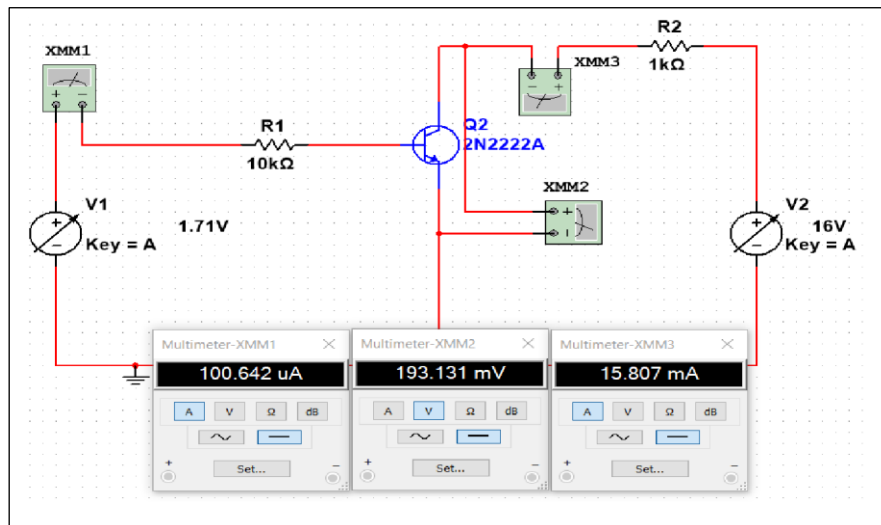 XMM1
R2
XMM3
1kΩ
R1
Q2
10kΩ
2N2222A
XMM2
V1
1.71V
Key = A
V2
16V
Key = A
Multimeter-XMM1
Multimeter-XMM2
Multimeter-XMM3
100.642 uA
193.131 mV
15.807 mA
A V Ω dB
A V Ω dB
A V Ω dB
+ Set... -
+ Set... -
+ Set... -